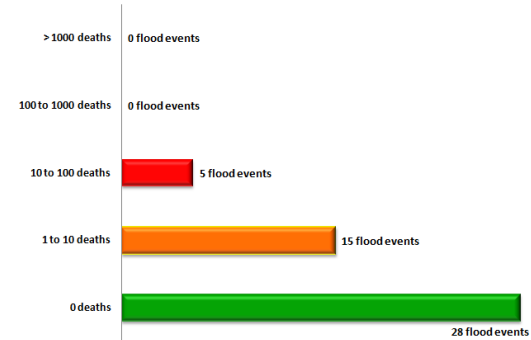 > 1000 deaths 0 flood events
100 to 1000 deaths 0 flood events
10 to 100 deaths 5 flood events
1 to 10 deaths 15 flood events
0 deaths
28 flood events